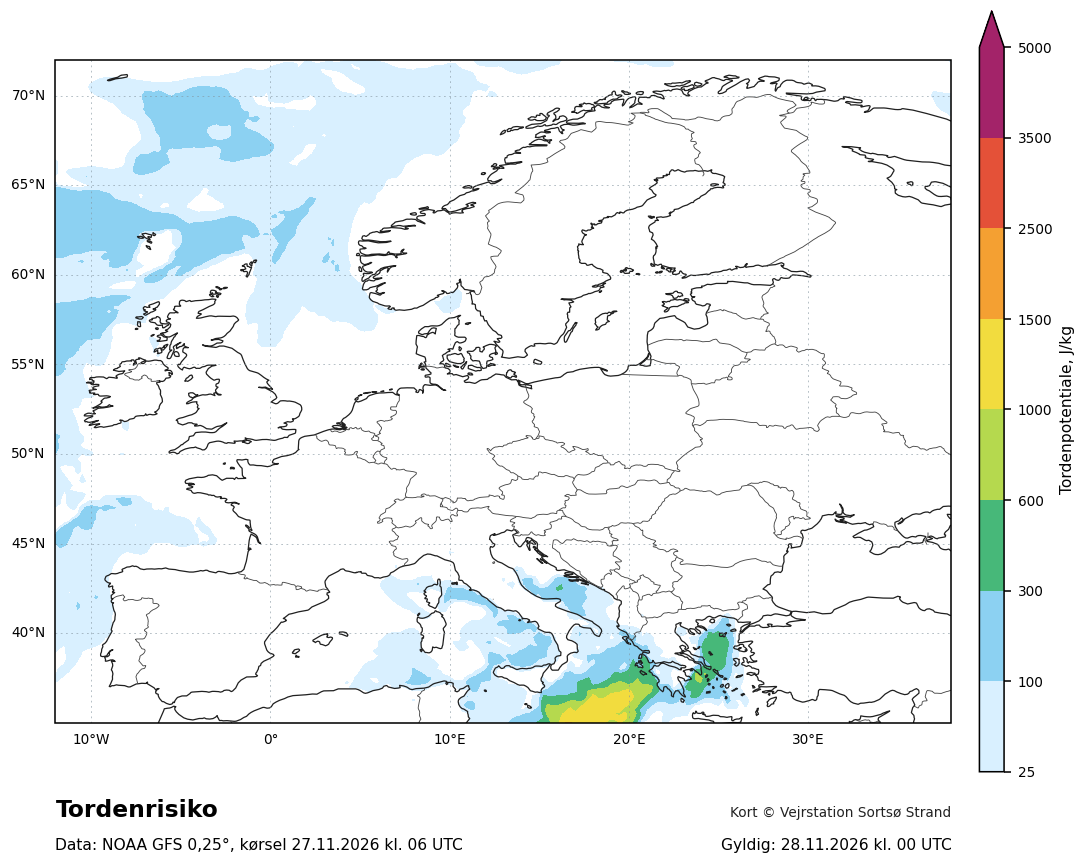 5000
3500
2500
1500
1000
600
300
100
25
Tordenpotentiale, J/kg
70°N
65°N
60°N
55°N
50°N
45°N
40°N
10°W
0°
10°E
20°E
30°E
Tordenrisiko
Kort © Vejrstation Sortsø Strand
Data: NOAA GFS 0,25°, kørsel 27.11.2026 kl. 06 UTC
Gyldig: 28.11.2026 kl. 00 UTC